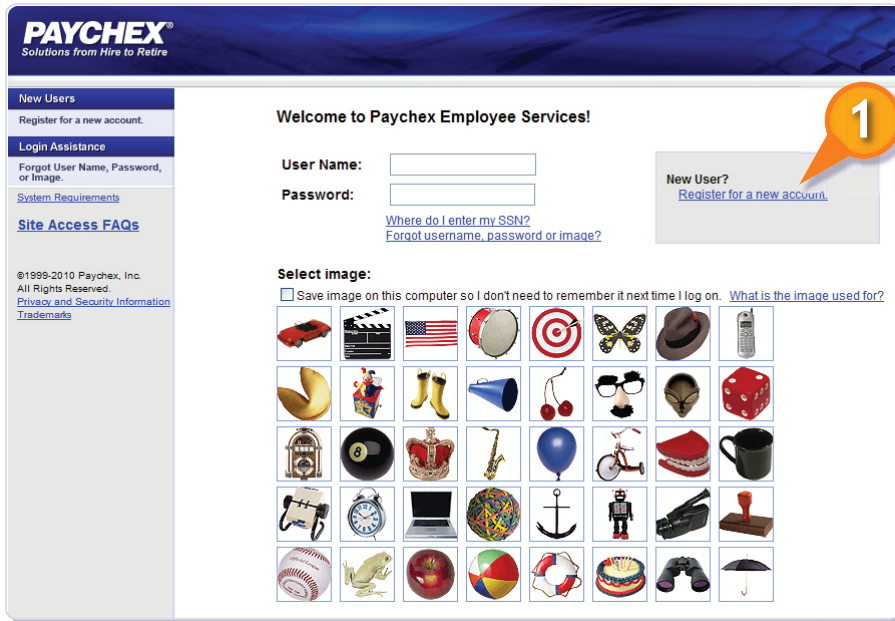 PAYCHEX®
Solutions from Hire to Retire
New Users
Register for a new account.
Login Assistance
Forgot User Name, Password,
or Image.
System Requirements
Site Access FAQs
©1999-2010 Paychex, Inc.
All Rights Reserved.
Privacy and Security Information
Trademarks
Welcome to Paychex Employee Services!
User Name:
Password:
Where do I enter my SSN?
Forgot username, password or image?
1
New User?
Register for a new account.
Select image:
Save image on this computer so I don't need to remember it next time I log on. What is the image used for?
8
Official League